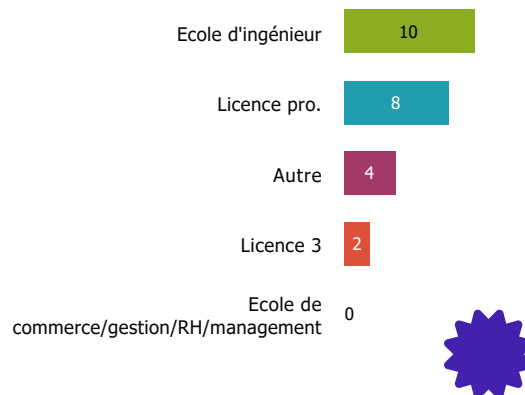 Ecole d'ingénieur 10
Licence pro. 8
Autre 4
Licence 3 2
Ecole de
commerce/gestion/RH/management 0